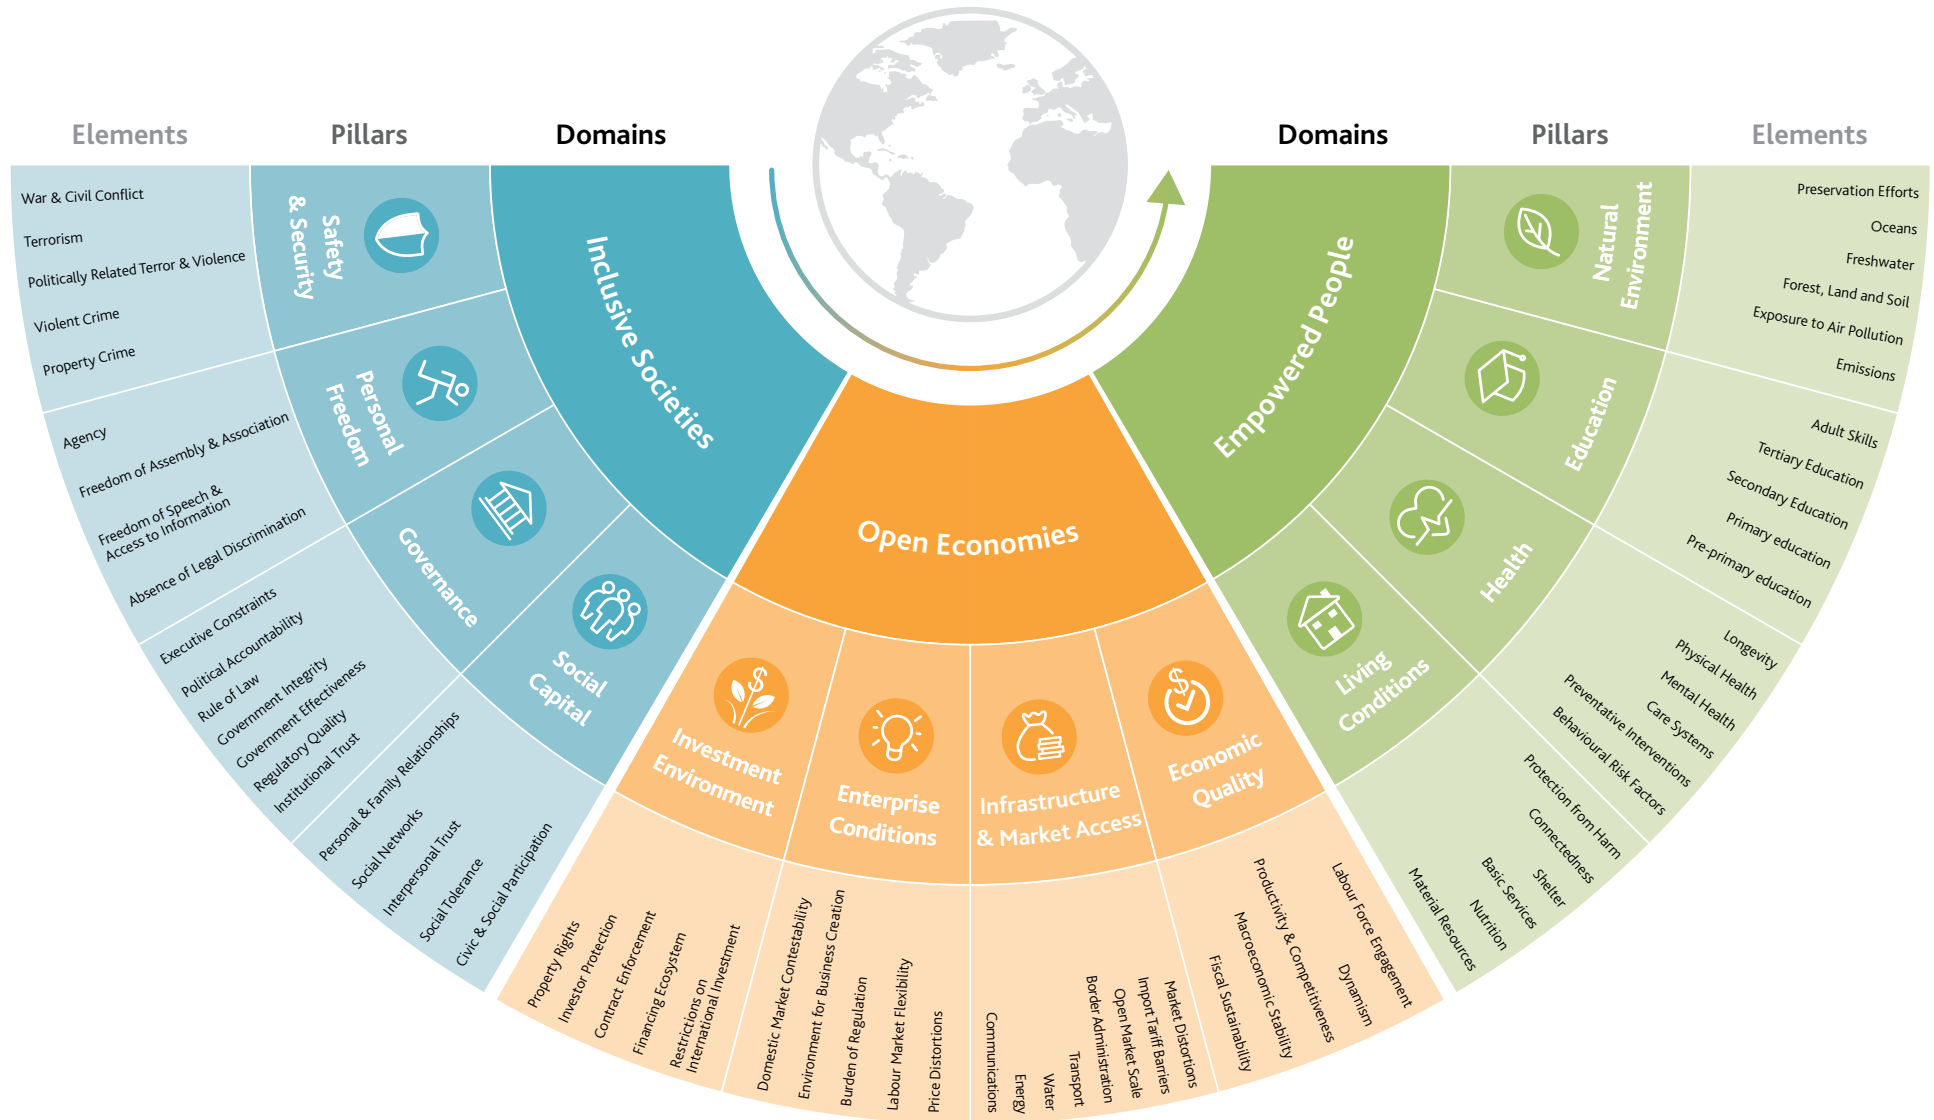 Elements
Pillars
Domains
Domains
Pillars
Elements
Inclusive Societies
Safety
& Security
War & Civil Conflict
Terrorism
Politically Related Terror & Violence
Violent Crime
Property Crime
Personal
Freedom
Agency
Freedom of Assembly & Association
Freedom of Speech &
Access to Information
Absence of Legal Discrimination
Governance
Executive Constraints
Political Accountability
Rule of Law
Government Integrity
Government Effectiveness
Regulatory Quality
Institutional Trust
Social
Capital
Personal & Family Relationships
Social Networks
Interpersonal Trust
Social Tolerance
Civic & Social Participation
Open Economies
Investment
Environment
Property Rights
Investor Protection
Contract Enforcement
Financing Ecosystem
Restrictions on
International Investment
Enterprise
Conditions
Domestic Market Contestability
Environment for Business Creation
Burden of Regulation
Labour Market Flexibility
Price Distortions
Infrastructure
& Market Access
Communications
Energy
Water
Transport
Border Administration
Open Market Scale
Import Tariff Barriers
Market Distortions
Economic
Quality
Fiscal Sustainability
Macroeconomic Stability
Productivity & Competitiveness
Dynamism
Labour Force Engagement
Empowered People
Living
Conditions
Material Resources
Nutrition
Basic Services
Shelter
Connectedness
Protection from Harm
Health
Behavioural Risk Factors
Preventative Interventions
Care Systems
Mental Health
Physical Health
Longevity
Education
Pre-primary education
Primary education
Secondary Education
Tertiary Education
Adult Skills
Natural
Environment
Emissions
Exposure to Air Pollution
Forest, Land and Soil
Freshwater
Oceans
Preservation Efforts